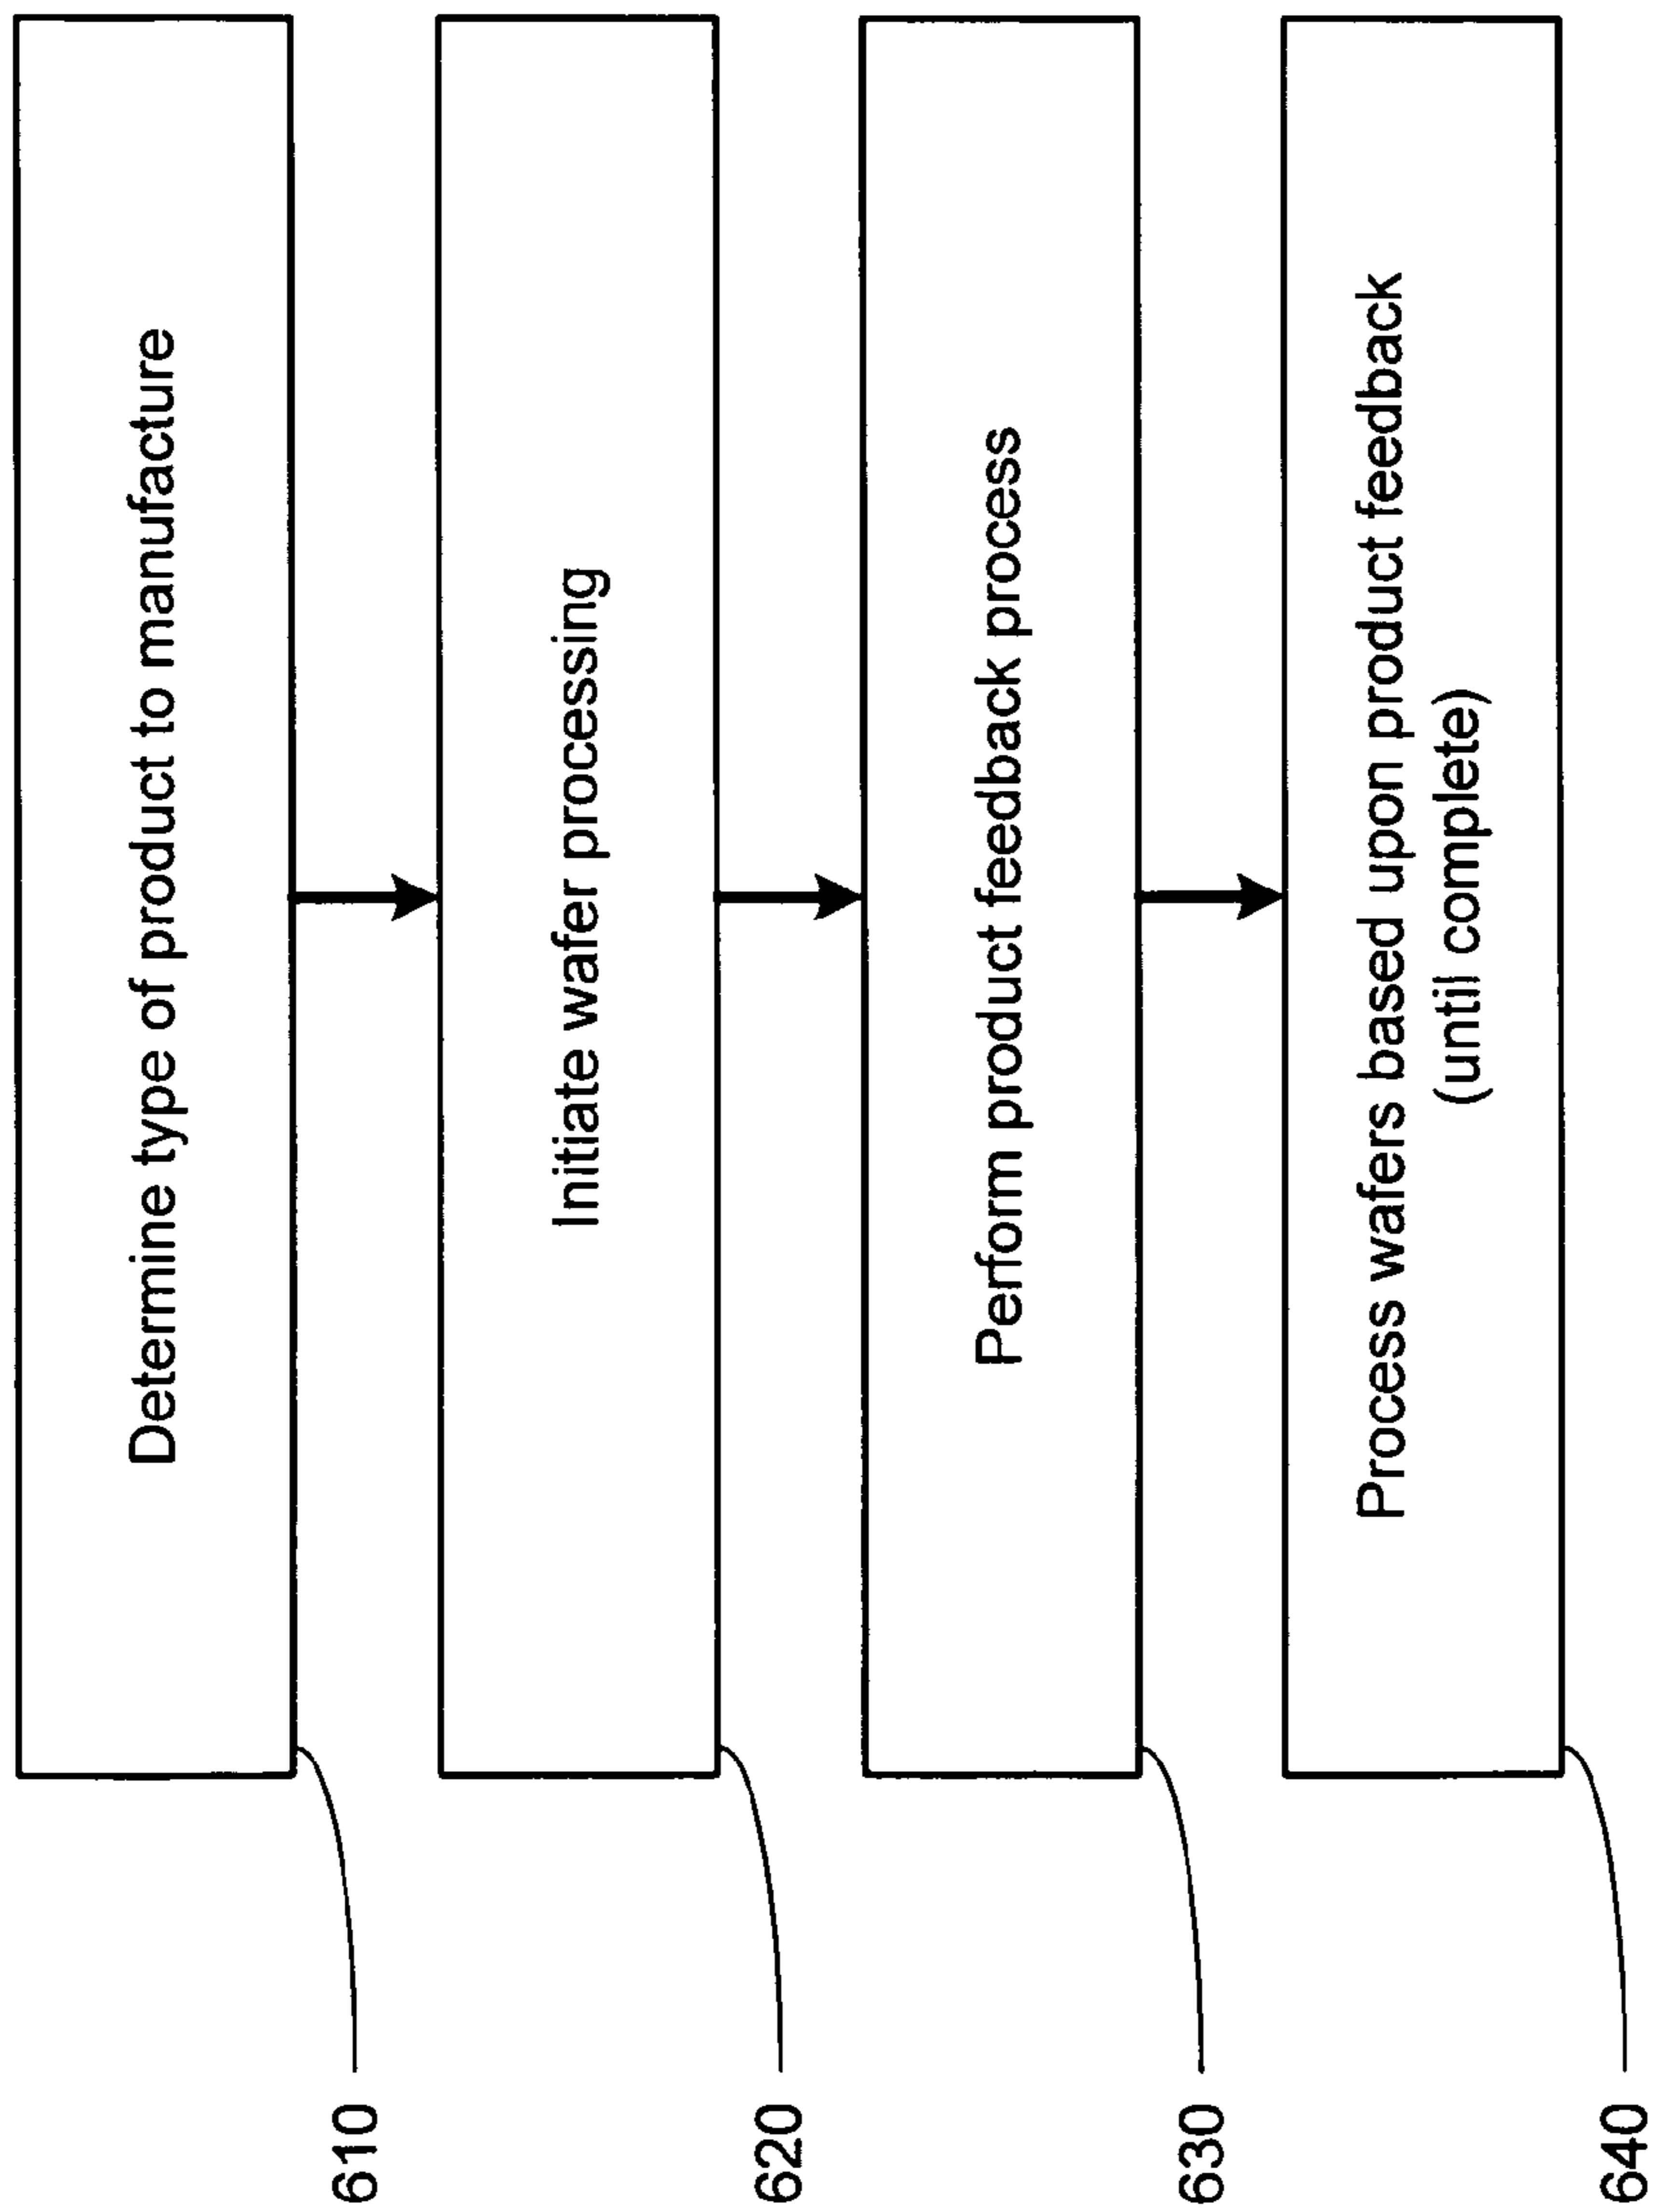 Determine type of product to manufacture
610
Initiate wafer processing
620
Perform product feedback process
630
Process wafers based upon product feedback
(until complete)
640